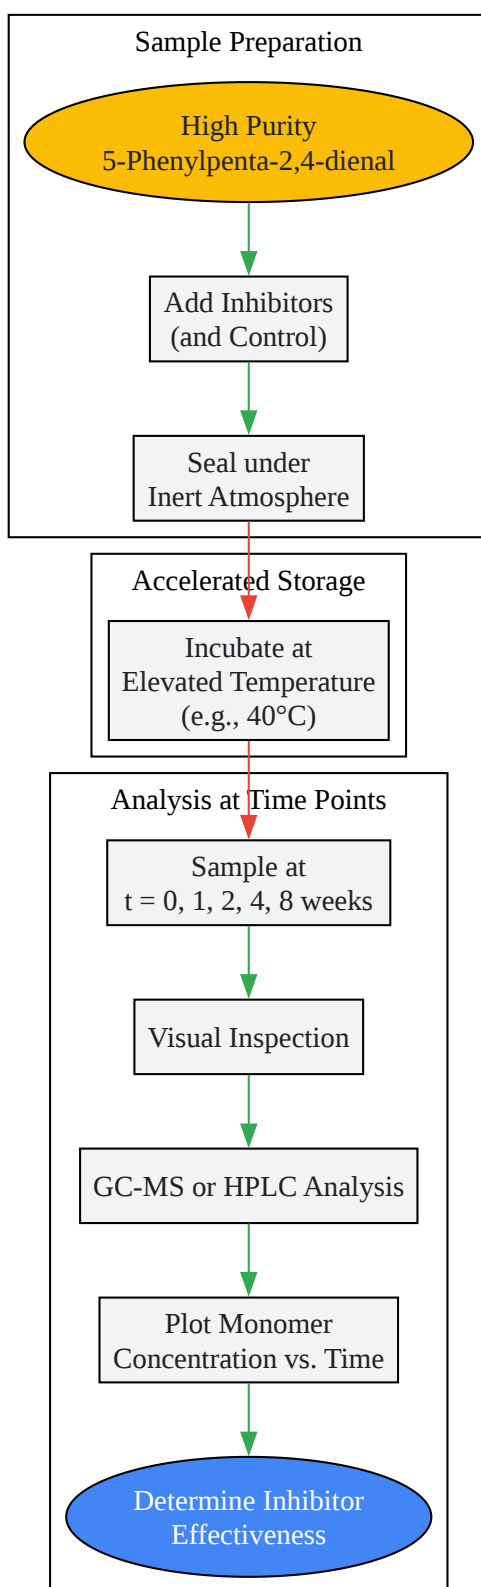 Sample Preparation
High Purity
5-Phenylpenta-2,4-dienal
Add Inhibitors
(and Control)
Seal under
Inert Atmosphere
Accelerated Storage
Incubate at
Elevated Temperature
(e.g., 40°C)
Analysis at Time Points
Sample at
t = 0, 1, 2, 4, 8 weeks
Visual Inspection
GC-MS or HPLC Analysis
Plot Monomer
Concentration vs. Time
Determine Inhibitor
Effectiveness